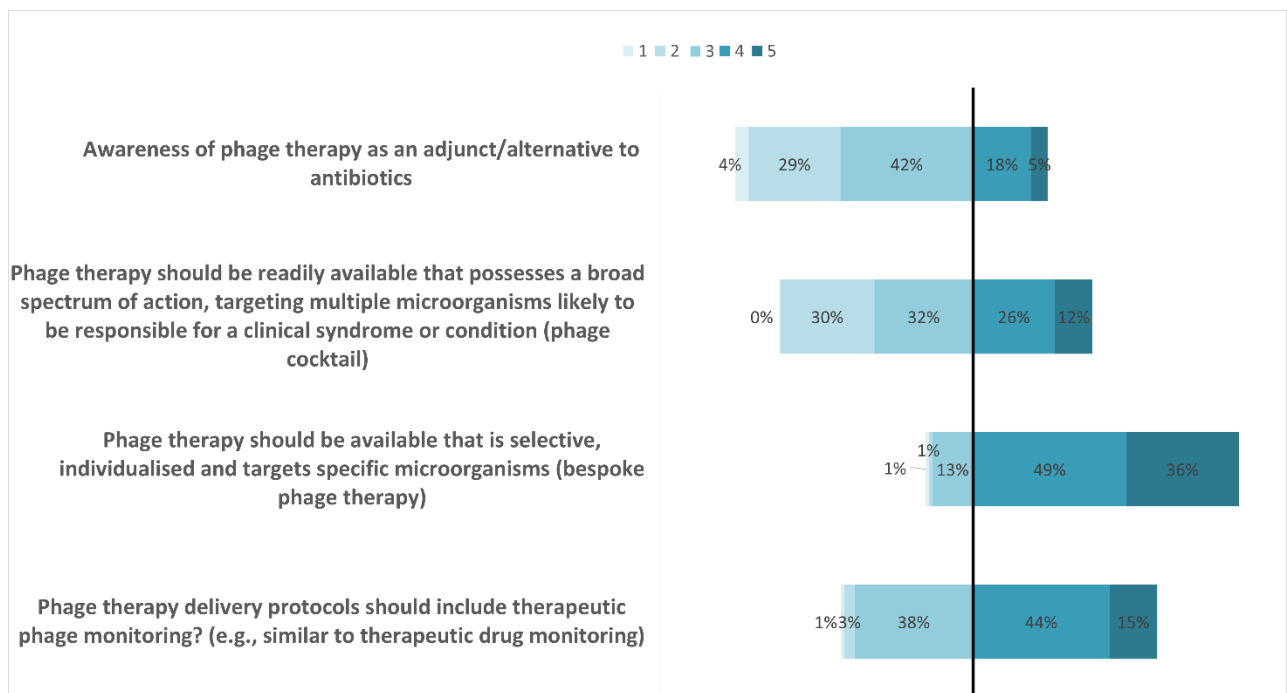 1 2 3 4 5
Awareness of phage therapy as an adjunct/alternative to
antibiotics
4% 29% 42% 18% 5%
Phage therapy should be readily available that possesses a broad
spectrum of action, targeting multiple microorganisms likely to
be responsible for a clinical syndrome or condition (phage
cocktail)
0% 30% 32% 26% 12%
Phage therapy should be available that is selective,
individualised and targets specific microorganisms (bespoke
phage therapy)
1% 1% 13% 49% 36%
Phage therapy delivery protocols should include therapeutic
phage monitoring? (e.g., similar to therapeutic drug monitoring)
1% 3% 38% 44% 15%